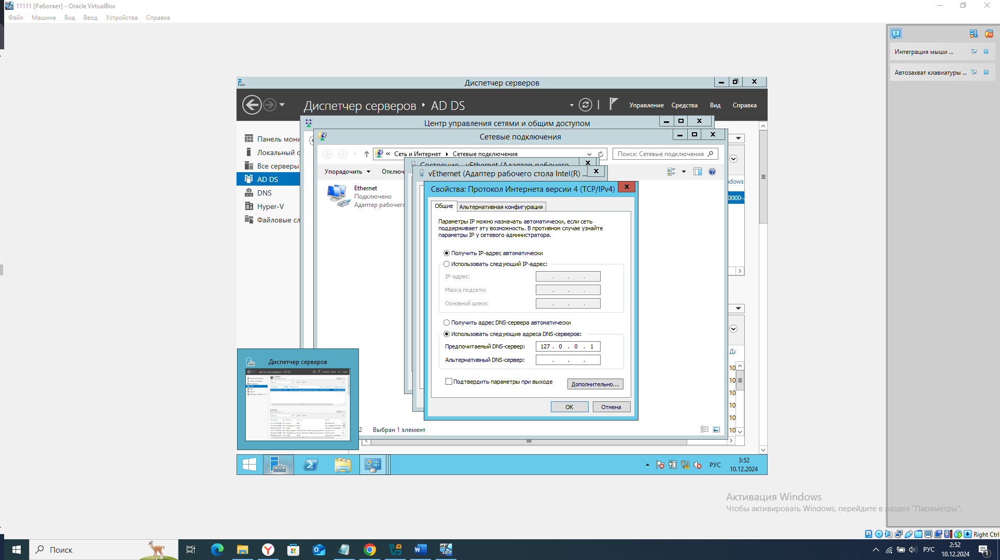 11111 [Работает] - Oracle VirtualBox
Файл Машина Вид Ввод Устройства Справка
Интеграция мыши ...
Автозахват клавиатуры ...
Диспетчер серверов
Диспетчер серверов AD DS
Управление Средства Вид Справка
Центр управления сетями и общим доступом
Сетевые подключения
Панель мони
Локальный с
Все серверы
AD DS
DNS
Hyper-V
Файловые сл
« Сеть и Интернет Сетевые подключения
Поиск: Сетевые подключения
Упорядочить Отключ
Состояние - vEthernet (Адаптер рабочего
vEthernet (Адаптер рабочего стола Intel(R) ...
Ethernet
Подключено
Адаптер рабочего
Свойства: Протокол Интернета версии 4 (TCP/IPv4)
Общие Альтернативная конфигурация
Параметры IP можно назначать автоматически, если сеть
поддерживает эту возможность. В противном случае узнайте
параметры IP у сетевого администратора.
Получить IP-адрес автоматически
Использовать следующий IP-адрес:
IP-адрес: . . .
Маска подсети: . . .
Основной шлюз: . . .
Получить адрес DNS-сервера автоматически
Использовать следующие адреса DNS-серверов:
Предпочитаемый DNS-сервер: 127 . 0 . 0 . 1
Альтернативный DNS-сервер: . . .
Подтвердить параметры при выходе
Дополнительно...
OK Отмена
dows
0000-
Да
10
10
10
10
10
10
Диспетчер серверов
2 Выбран 1 элемент
РУС
3:52
10.12.2024
Активация Windows
Чтобы активировать Windows, перейдите в раздел "Параметры".
Right Ctrl
Поиск
РУС
2:52
10.12.2024
1